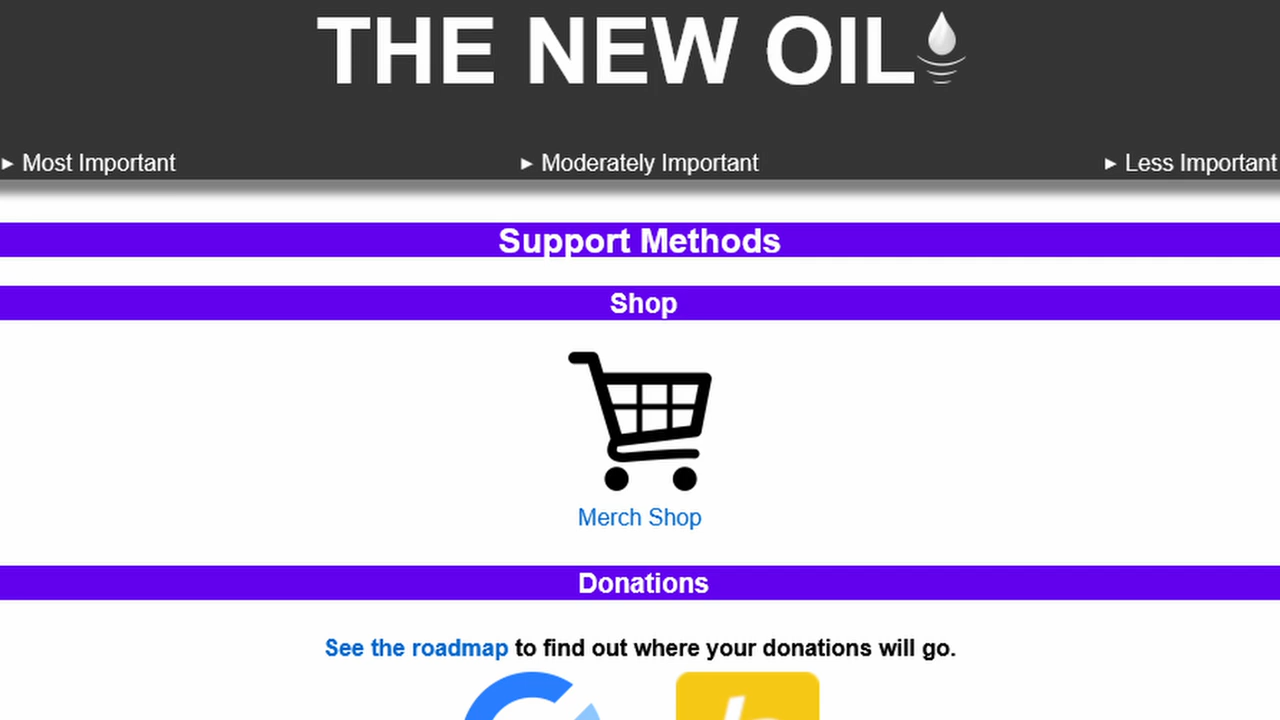 THE NEW OIL
► Most Important ► Moderately Important ► Less Important
Support Methods
Shop
Merch Shop
Donations
See the roadmap to find out where your donations will go.